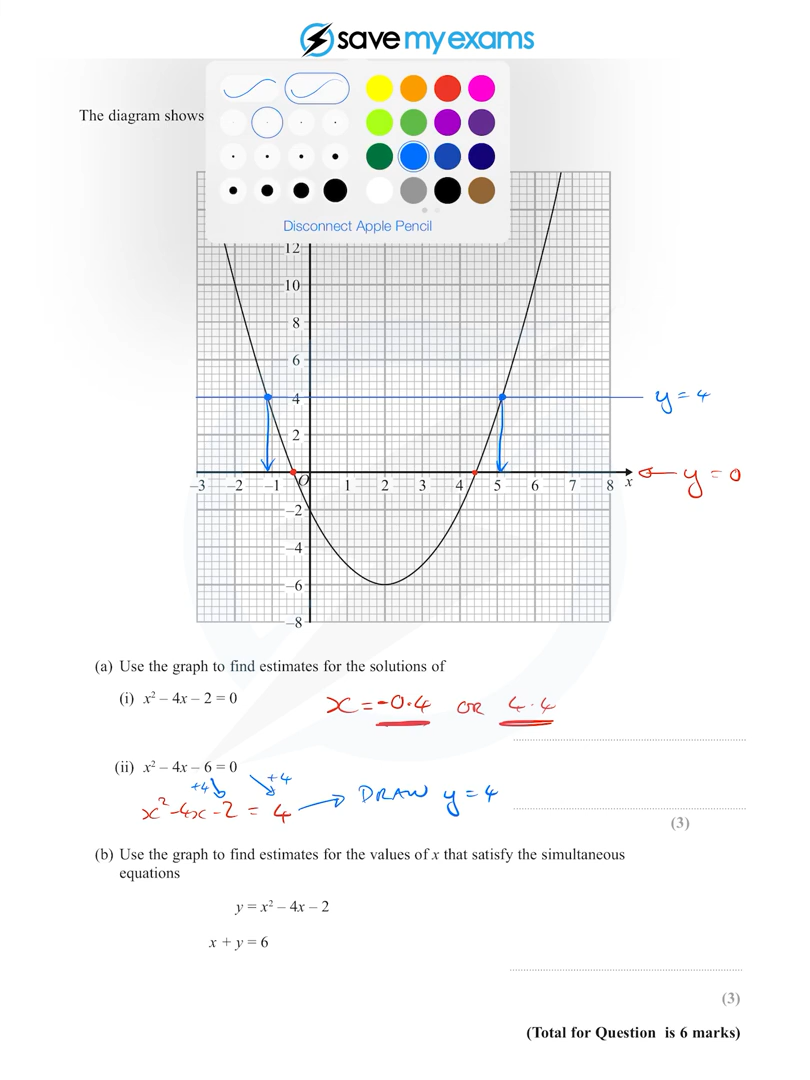 save my exams
The diagram shows
Disconnect Apple Pencil
12
10
8
6
4
2
y = 4
−3 −2 −1 O 1 2 3 4 5 6 7 8 x
y = 0
−2
−4
−6
−8
(a) Use the graph to find estimates for the solutions of
(i) x² – 4x – 2 = 0
x = -0.4 OR 4.4
(ii) x² – 4x – 6 = 0
+4 +4
x² -4x -2 = 4 → DRAW y = 4
(3)
(b) Use the graph to find estimates for the values of x that satisfy the simultaneous
equations
y = x² – 4x – 2
x + y = 6
(3)
(Total for Question is 6 marks)